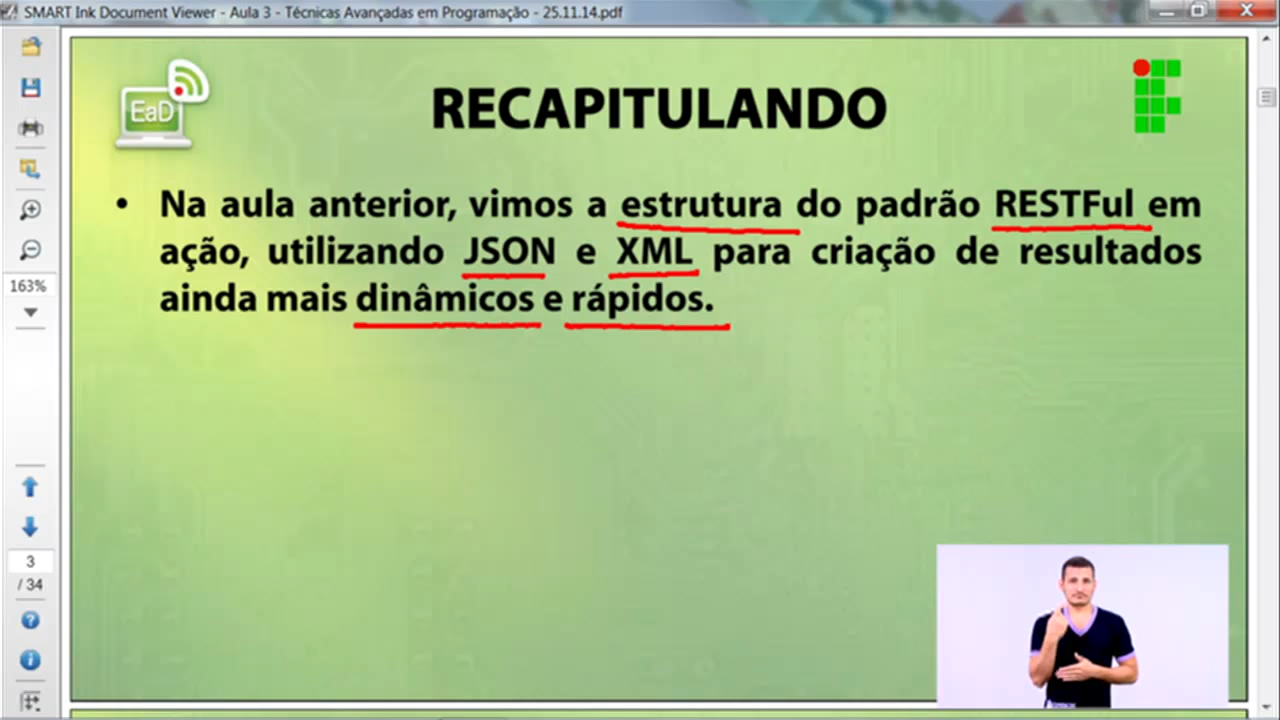 SMART Ink Document Viewer - Aula 3 - Técnicas Avançadas em Programação - 25.11.14.pdf
EaD
RECAPITULANDO
• Na aula anterior, vimos a estrutura do padrão RESTFul em
ação, utilizando JSON e XML para criação de resultados
ainda mais dinâmicos e rápidos.
163%
3
/ 34